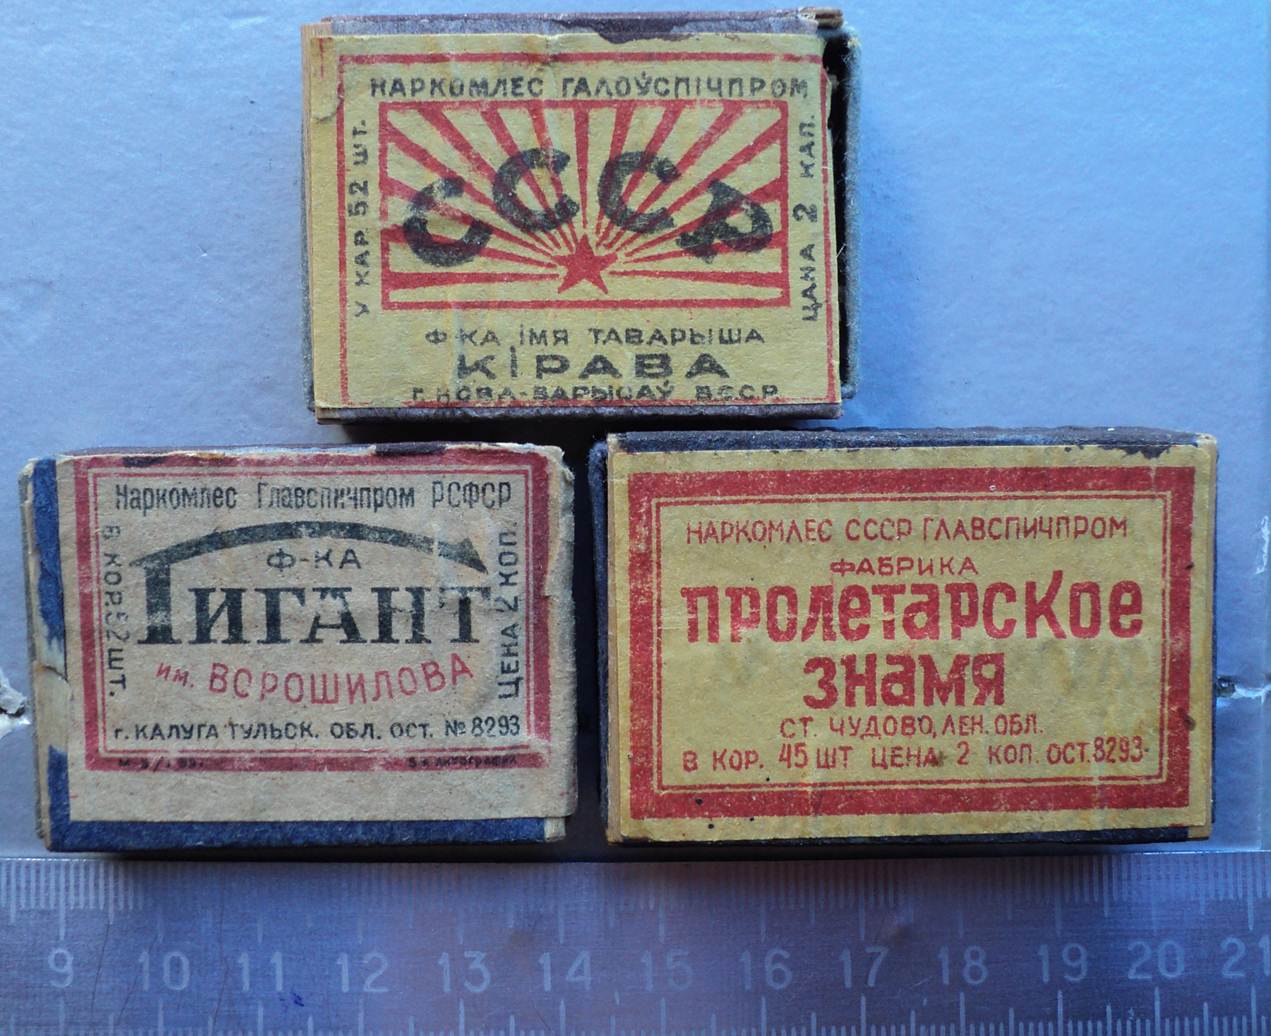 НАРКОМЛЕС ГАЛОЎСПІЧПРОМ
У КАР 52 ШТ.
СССР
ЦАНА 2 КАП.
Ф-КА ІМЯ ТАВАРЫША
КІРАВА
Г. НОВА-БАРЫСАЎ БССР
Наркомлес Главспичпром РСФСР
В КОР. 52 ШТ.
Ф-КА
ГИГАНТ
ЦЕНА 2 КОП.
им. ВОРОШИЛОВА
г. КАЛУГА ТУЛЬСК. ОБЛ. ОСТ. № 8293
НАРКОМЛЕС СССР ГЛАВСПИЧПРОМ
ФАБРИКА
ПРОЛЕТАРСКОЕ
ЗНАМЯ
СТ. ЧУДОВО, ЛЕН. ОБЛ.
В КОР. 45 ШТ ЦЕНА 2 КОП. ОСТ. 8293
9 10 11 12 13 14 15 16 17 18 19 20 21